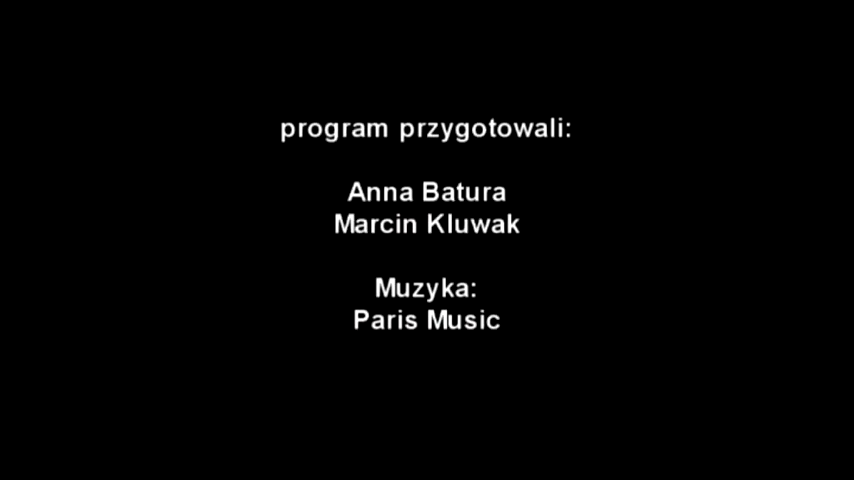 program przygotowali:
Anna Batura
Marcin Kluwak
Muzyka:
Paris Music